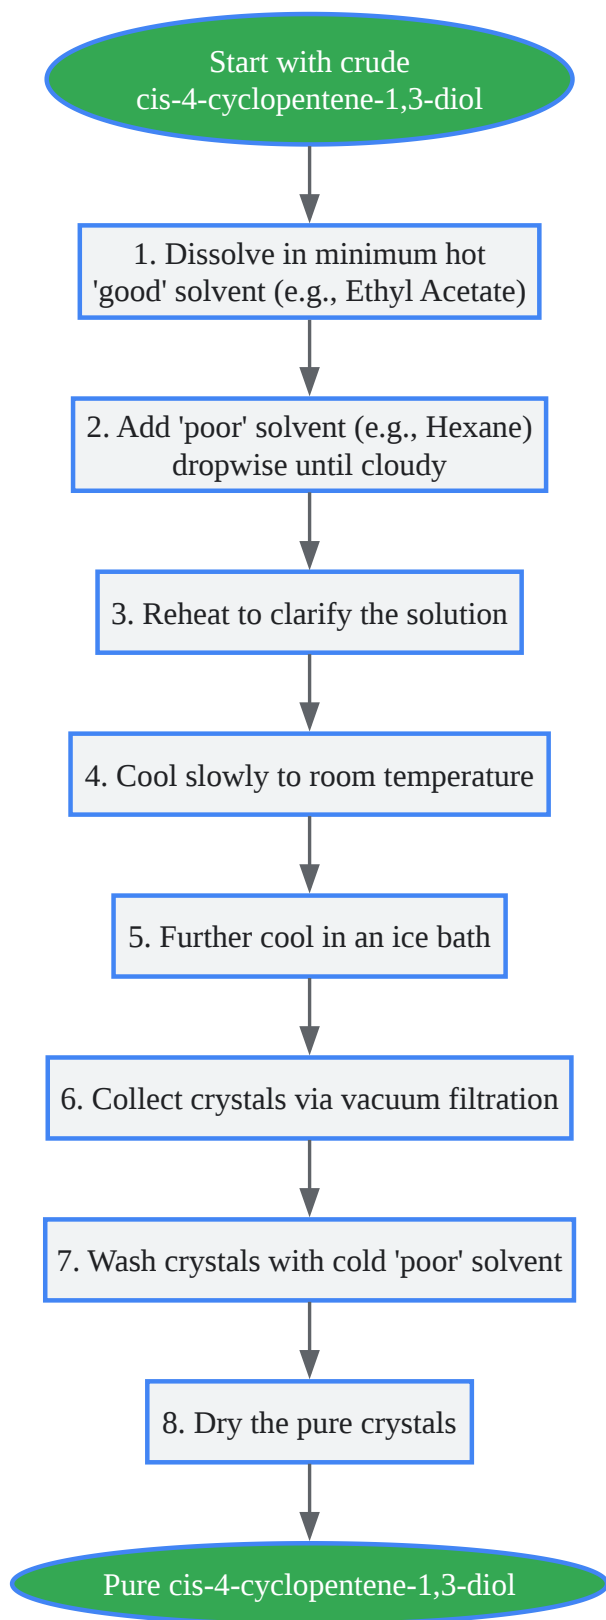 Start with crude
cis-4-cyclopentene-1,3-diol
1. Dissolve in minimum hot
'good' solvent (e.g., Ethyl Acetate)
2. Add 'poor' solvent (e.g., Hexane)
dropwise until cloudy
3. Reheat to clarify the solution
4. Cool slowly to room temperature
5. Further cool in an ice bath
6. Collect crystals via vacuum filtration
7. Wash crystals with cold 'poor' solvent
8. Dry the pure crystals
Pure cis-4-cyclopentene-1,3-diol